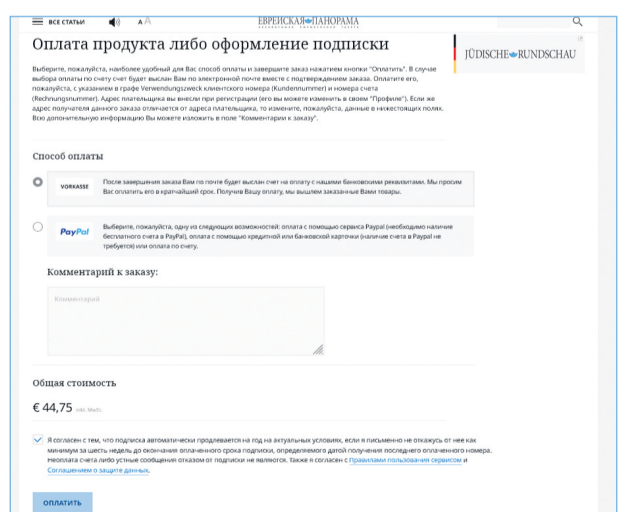 ВСЕ СТАТЬИ
А А
ЕВРЕЙСКАЯ ПАНОРАМА
Оплата продукта либо оформление подписки
JÜDISCHE RUNDSCHAU
Выберите, пожалуйста, наиболее удобный для Вас способ оплаты и завершите заказ нажатием кнопки "Оплатить". В случае
выбора оплаты по счету счет будет выслан Вам по электронной почте вместе с подтверждением заказа. Оплатите его,
пожалуйста, с указанием в графе Verwendungszweck клиентского номера (Kundennummer) и номера счета
(Rechnungsnummer). Адрес плательщика вы внесли при регистрации (его вы можете изменить в своем "Профиле"). Если же
адрес получателя данного заказа отличается от адреса плательщика, то измените, пожалуйста, данные в нижестоящих полях.
Всю допонительную информацию Вы можете изложить в поле "Комментарии к заказу".
Способ оплаты
VORKASSE
После завершения заказа Вам по почте будет выслан счет на оплату с нашими банковскими реквизитами. Мы просим
Вас оплатить его в кратчайший срок. Получив Вашу оплату, мы вышлем заказанные Вами товары.
PayPal
Выберите, пожалуйста, одну из следующих возможностей: оплата с помощью сервиса Paypal (необходимо наличие
бесплатного счета в PayPal), оплата с помощью кредитной или банковской карточки (наличие счета в Paypal не
требуется) или оплата по счету.
Комментарий к заказу:
Комментарий
Общая стоимость
€ 44,75 inkl. MwSt.
Я согласен с тем, что подписка автоматически продлевается на год на актуальных условиях, если я письменно не откажусь от нее как
минимум за шесть недель до окончания оплаченного срока подписки, определяемого датой получения последнего оплаченного номера.
Неоплата счета либо устные сообщения отказом от подписки не являются. Также я согласен с Правилами пользования сервисом и
Соглашением о защите данных.
ОПЛАТИТЬ